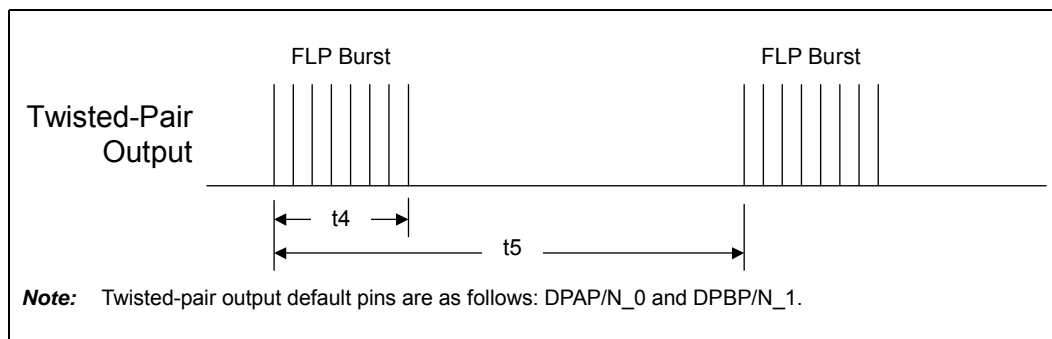 FLP Burst
FLP Burst
Twisted-Pair
Output
t4
t5
Note: Twisted-pair output default pins are as follows: DPAP/N_0 and DPBP/N_1.